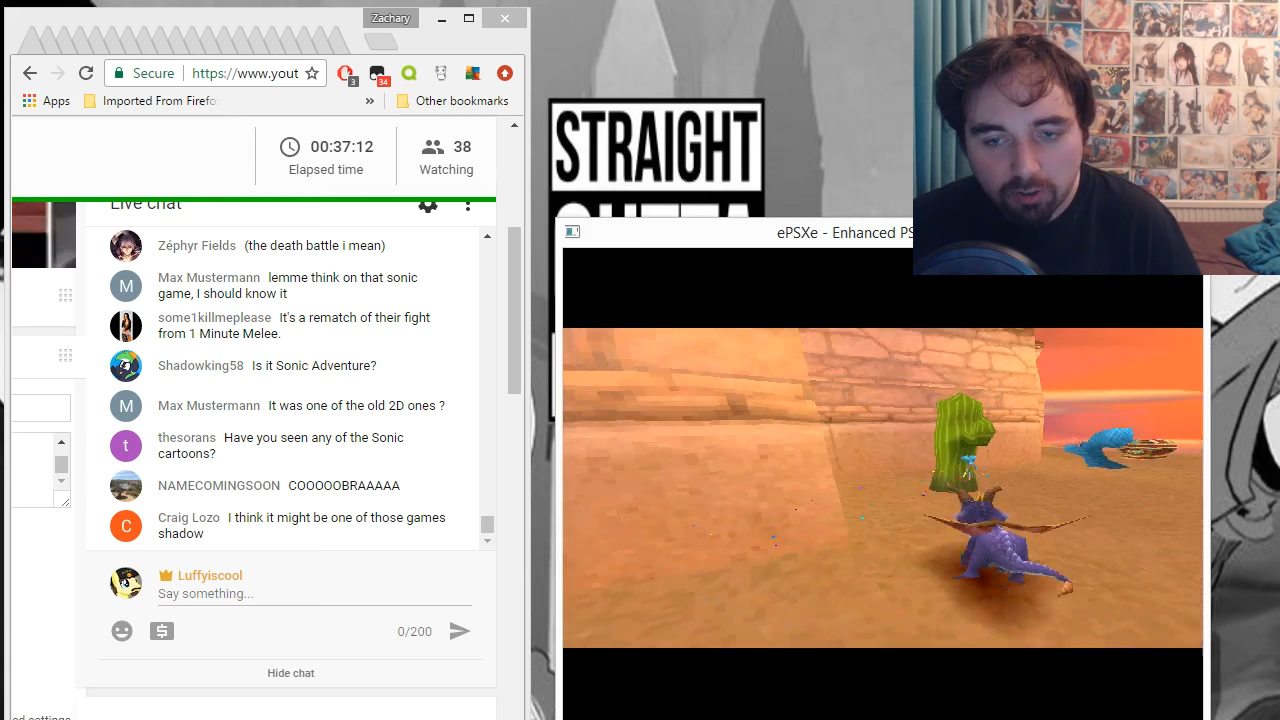 Zachary
Secure https://www.yout
3
34
Apps Imported From Firefo
» Other bookmarks
STRAIGHT
00:37:12
Elapsed time
38
Watching
Live chat
Zéphyr Fields (the death battle i mean)
Max Mustermann lemme think on that sonic
game, I should know it
some1killmeplease It's a rematch of their fight
from 1 Minute Melee.
Shadowking58 Is it Sonic Adventure?
Max Mustermann It was one of the old 2D ones ?
thesorans Have you seen any of the Sonic
cartoons?
NAMECOMINGSOON COOOOOBRAAAAA
Craig Lozo I think it might be one of those games
shadow
Luffyiscool
Say something...
0/200
Hide chat
ePSXe - Enhanced PS
M
M
t
C